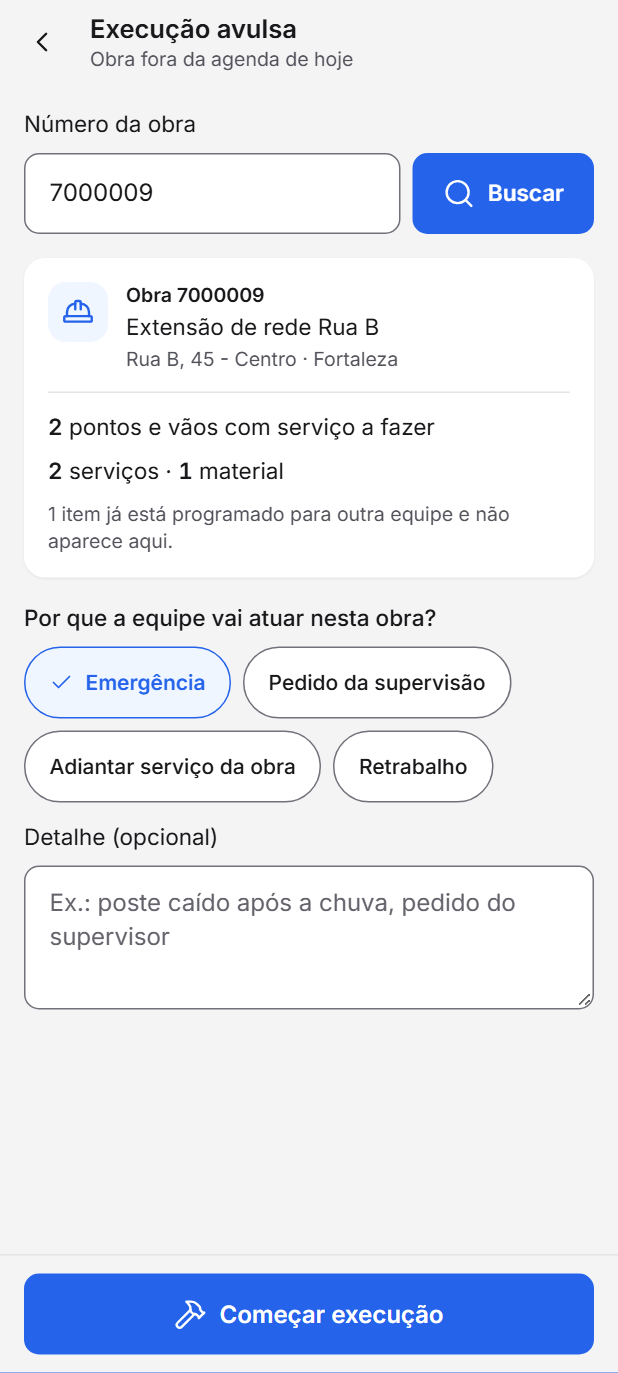 Execução avulsa
Obra fora da agenda de hoje
Número da obra
7000009
Buscar
Obra 7000009
Extensão de rede Rua B
Rua B, 45 - Centro · Fortaleza
2 pontos e vãos com serviço a fazer
2 serviços · 1 material
1 item já está programado para outra equipe e não
aparece aqui.
Por que a equipe vai atuar nesta obra?
Emergência
Pedido da supervisão
Adiantar serviço da obra
Retrabalho
Detalhe (opcional)
Ex.: poste caído após a chuva, pedido do
supervisor
Começar execução